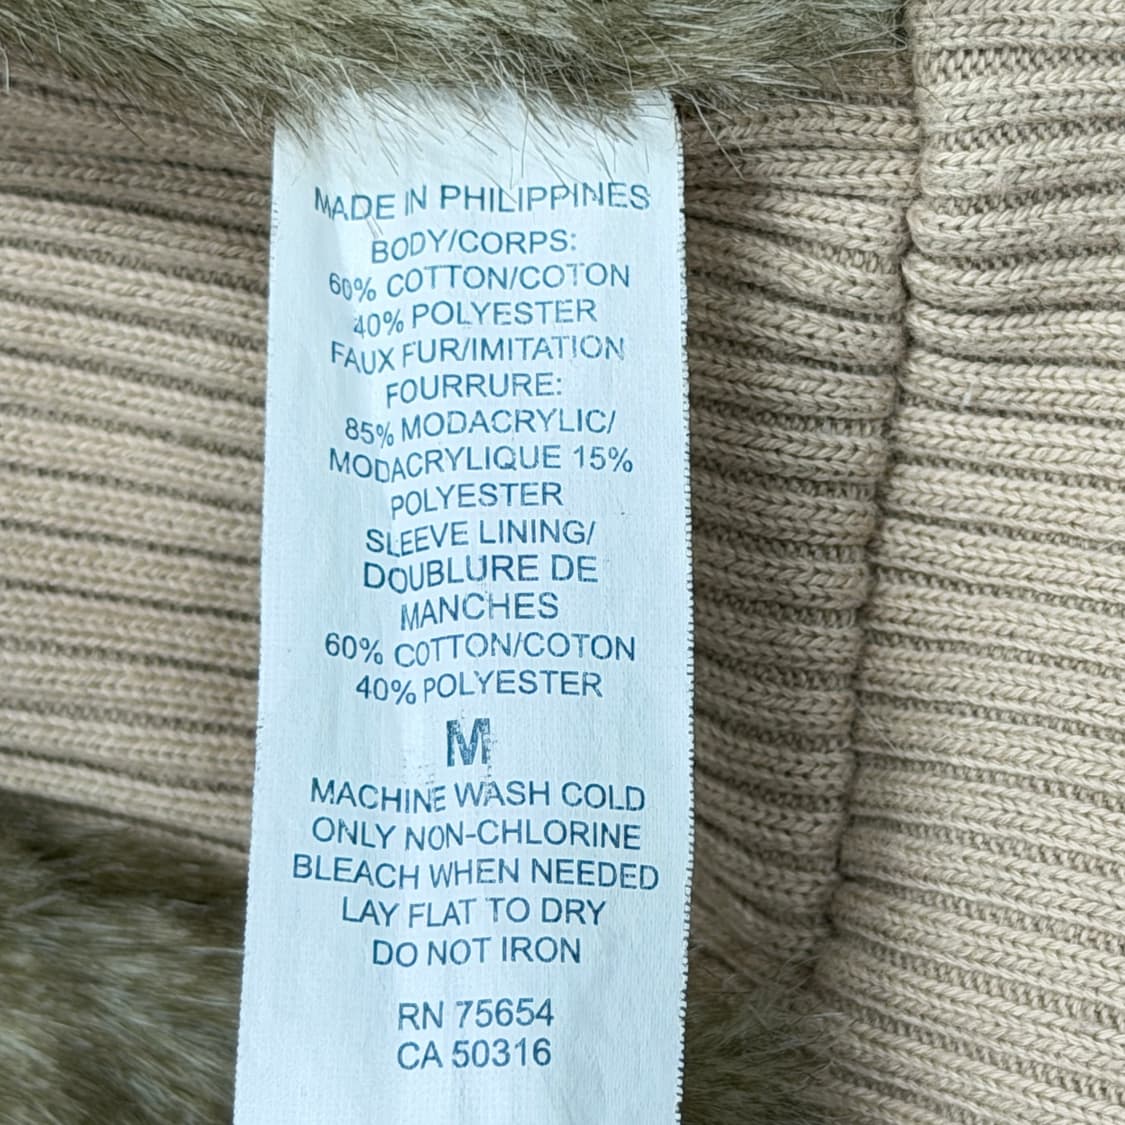 MADE IN PHILIPPINES
BODY/CORPS:
60% COTTON/COTON
40% POLYESTER
FAUX FUR/IMITATION
FOURRURE:
85% MODACRYLIC/
MODACRYLIQUE 15%
POLYESTER
SLEEVE LINING/
DOUBLURE DE
MANCHES
60% COTTON/COTON
40% POLYESTER
M
MACHINE WASH COLD
ONLY NON-CHLORINE
BLEACH WHEN NEEDED
LAY FLAT TO DRY
DO NOT IRON
RN 75654
CA 50316